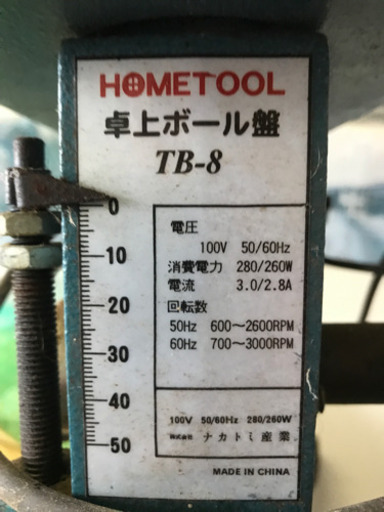 HOMETOOL
卓上ボール盤
TB-8
0
10
20
30
40
50
電圧
100V 50/60Hz
消費電力 280/260W
電流 3.0/2.8A
回転数
50Hz 600～2600RPM
60Hz 700～3000RPM
100V 50/60Hz 280/260W
株式会社 ナカトミ産業
MADE IN CHINA